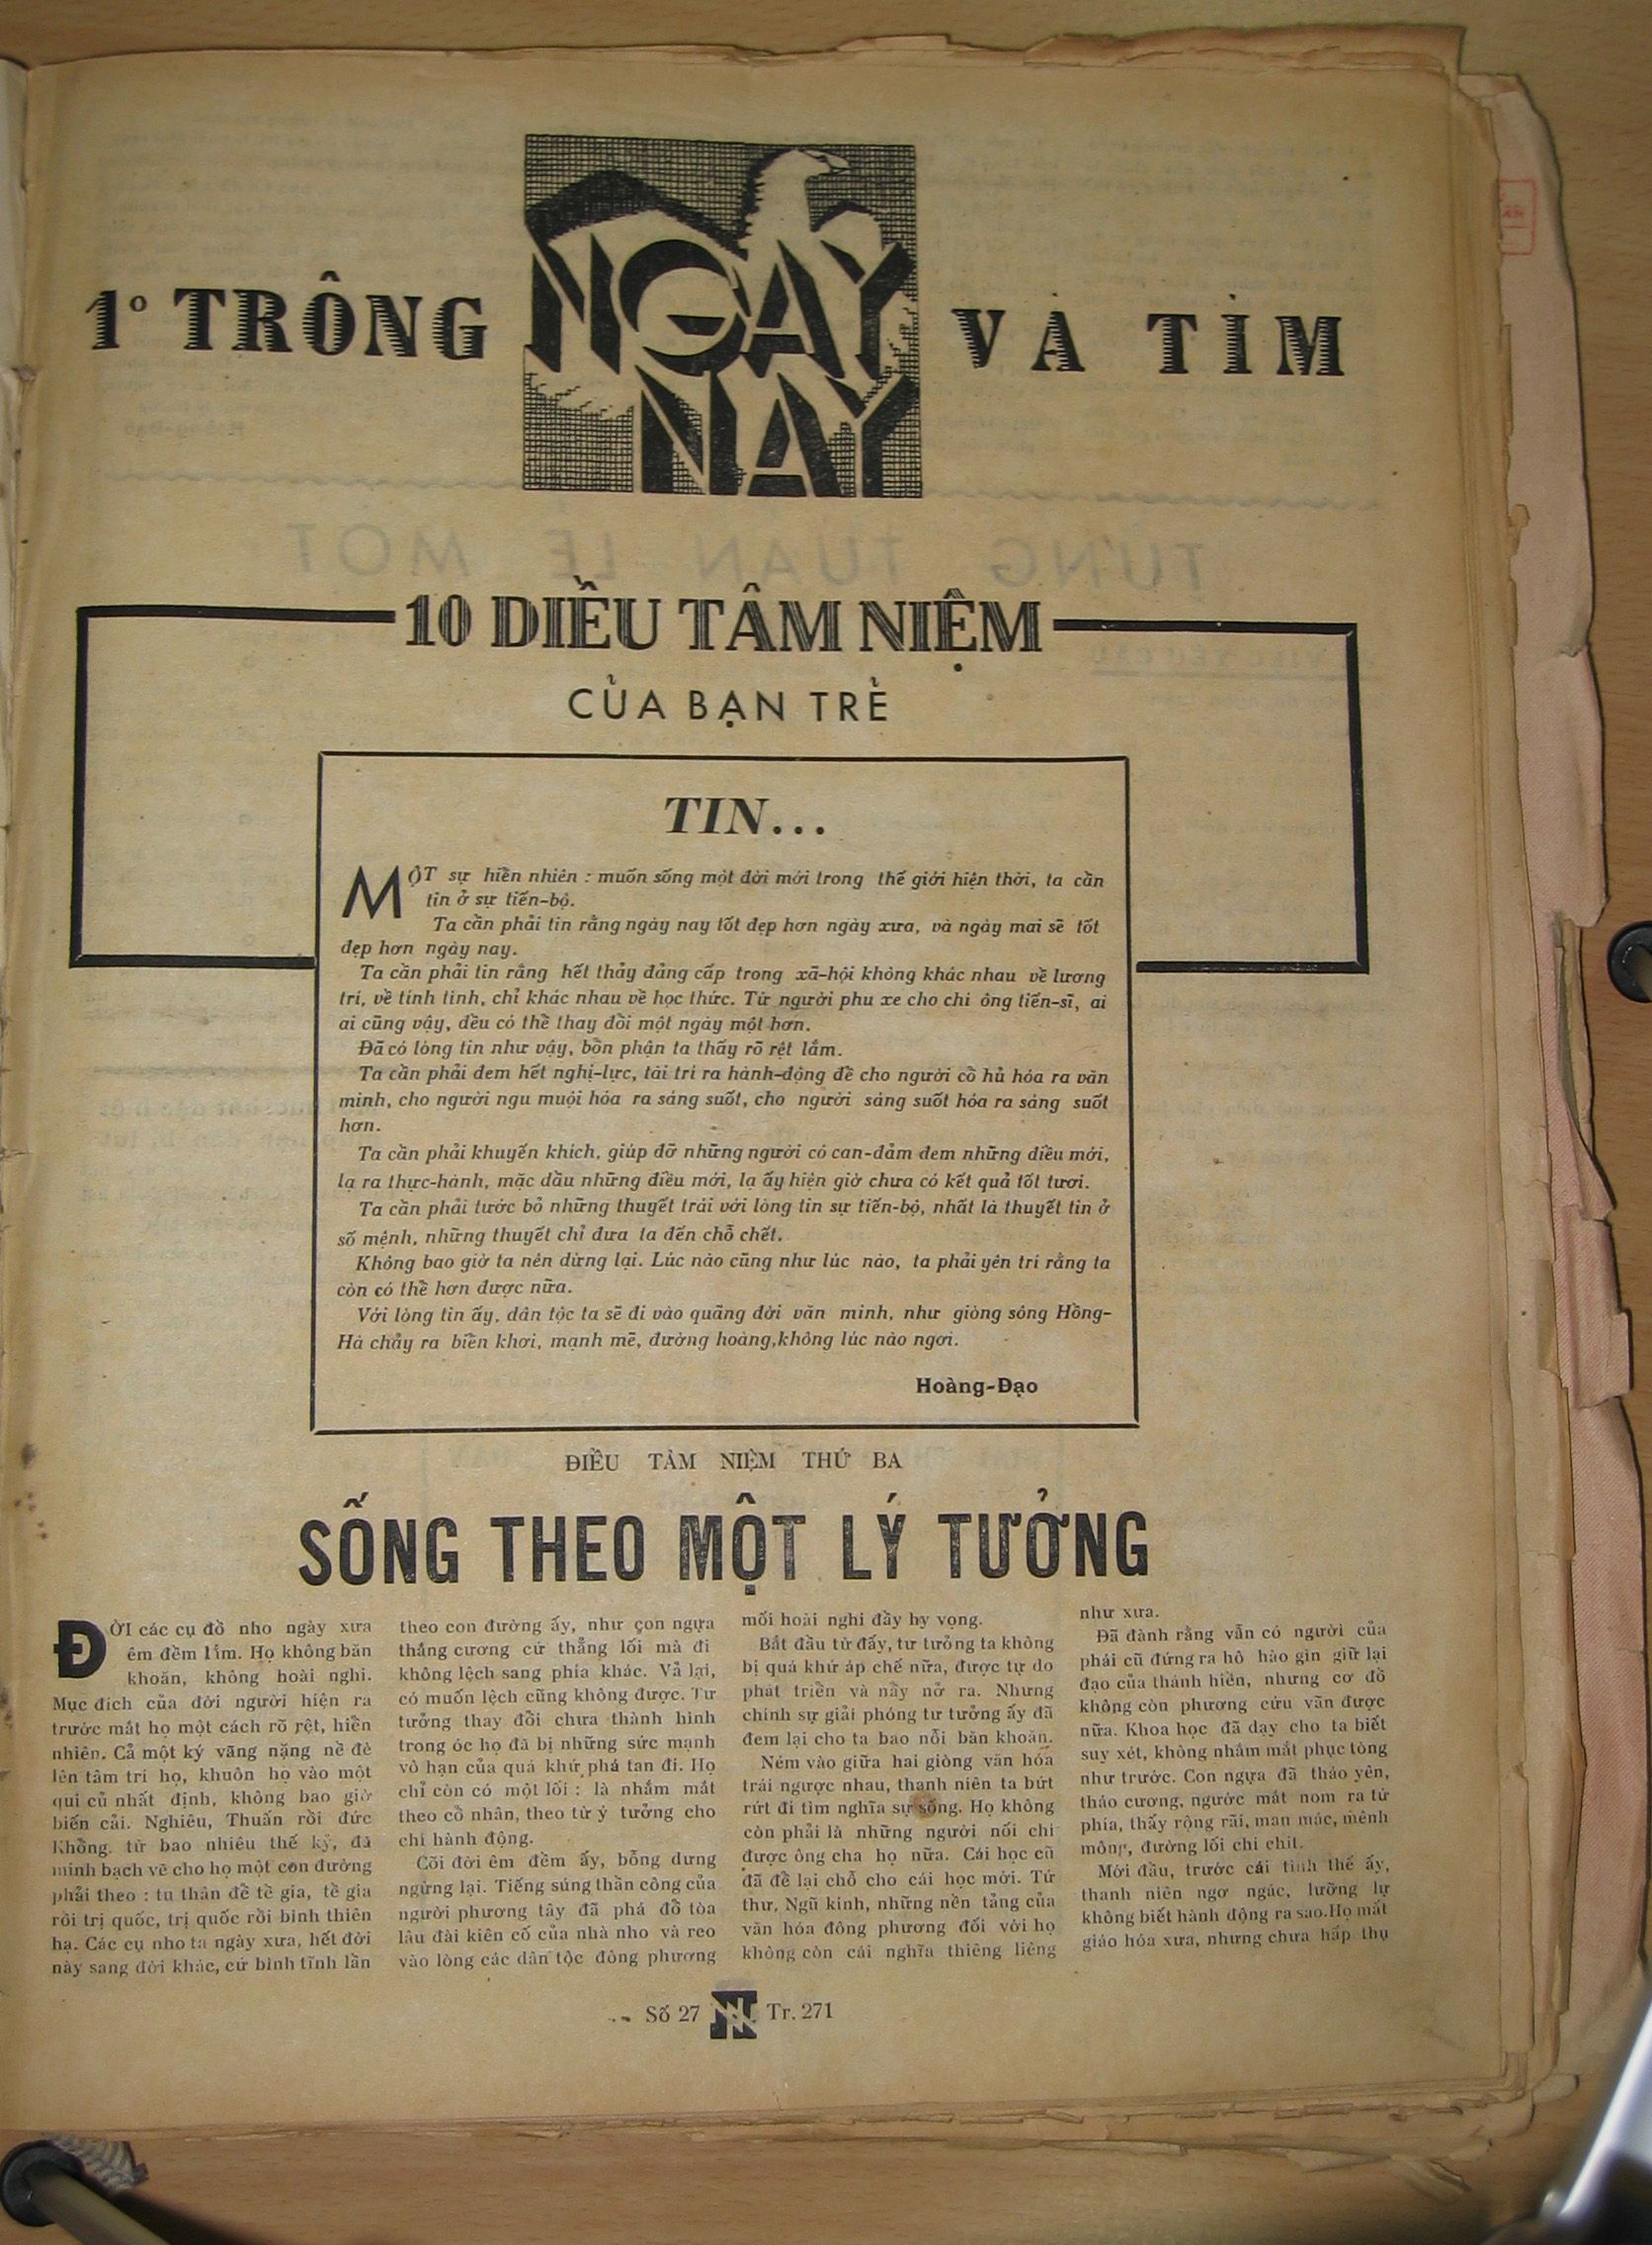 1º TRÔNG
NGAY
NAY
VÀ TÌM
10 DIỀU TÂM NIỆM
CỦA BẠN TRẺ
TIN...
MỘT sự hiển nhiên : muốn sống một đời mới trong thế giới hiện thời, ta cần
tin ở sự tiến-bộ.
Ta cần phải tin rằng ngày nay tốt đẹp hơn ngày xưa, và ngày mai sẽ tốt
đẹp hơn ngày nay.
Ta cần phải tin rằng hết thảy đẳng cấp trong xã-hội không khác nhau về lương
tri, về tính tình, chỉ khác nhau về học thức. Từ người phu xe cho chí ông tiến-sĩ, ai
ai cũng vậy, đều có thể thay đổi một ngày một hơn.
Đã có lòng tin như vậy, bổn phận ta thấy rõ rệt lắm.
Ta cần phải đem hết nghị-lực, tài trí ra hành-động để cho người cổ hủ hóa ra văn
minh, cho người ngu muội hóa ra sáng suốt, cho người sáng suốt hóa ra sáng suốt
hơn.
Ta cần phải khuyến khích, giúp đỡ những người có can-đảm đem những điều mới,
lạ ra thực-hành, mặc dầu những điều mới, lạ ấy hiện giờ chưa có kết quả tốt tươi.
Ta cần phải tước bỏ những thuyết trái với lòng tin sự tiến-bộ, nhất là thuyết tin ở
số mệnh, những thuyết chỉ đưa ta đến chỗ chết.
Không bao giờ ta nên dừng lại. Lúc nào cũng như lúc nào, ta phải yên trí rằng ta
còn có thể hơn được nữa.
Với lòng tin ấy, dân tộc ta sẽ đi vào quãng đời văn minh, như giòng sông Hồng-
Hà chảy ra biển khơi, mạnh mẽ, đường hoàng,không lúc nào ngơi.
Hoàng-Đạo
ĐIỀU TÂM NIỆM THỨ BA
SỐNG THEO MỘT LÝ TƯỞNG
ĐỜI các cụ đồ nho ngày xưa
êm đềm lắm. Họ không băn
khoăn, không hoài nghi.
Mục đích của đời người hiện ra
trước mắt họ một cách rõ rệt, hiển
nhiên. Cả một ký vãng nặng nề đè
lên tâm trí họ, khuôn họ vào một
qui củ nhất định, không bao giờ
biến cải. Nghiêu, Thuấn rồi đức
Khổng. từ bao nhiêu thế kỷ, đã
minh bạch vẽ cho họ một con đường
phải theo : tu thân để tề gia, tề gia
rồi trị quốc, trị quốc rồi bình thiên
hạ. Các cụ nho ta ngày xưa, hết đời
này sang đời khác, cứ bình tĩnh lần
theo con đường ấy, như con ngựa
thắng cương cứ thẳng lối mà đi
không lệch sang phía khác. Vả lại,
có muốn lệch cũng không được. Tư
tưởng thay đổi chưa thành hình
trong óc họ đã bị những sức mạnh
vô hạn của quá khứ phá tan đi. Họ
chỉ còn có một lối : là nhắm mắt
theo cổ nhân, theo từ ý tưởng cho
chí hành động.
Cõi đời êm đềm ấy, bỗng dưng
ngừng lại. Tiếng súng thần công của
người phương tây đã phá đổ tòa
lâu đài kiên cố của nhà nho và reo
vào lòng các dân tộc đông phương
mối hoài nghi đầy hy vọng.
Bắt đầu từ đấy, tư tưởng ta không
bị quá khứ áp chế nữa, được tự do
phát triển và nẩy nở ra. Nhưng
chính sự giải phóng tư tưởng ấy đã
đem lại cho ta bao nỗi băn khoăn.
Ném vào giữa hai giòng văn hóa
trái ngược nhau, thanh niên ta bứt
rứt đi tìm nghĩa sự sống. Họ không
còn phải là những người nối chí
được ông cha họ nữa. Cái học cũ
đã để lại chỗ cho cái học mới. Tứ
thư, Ngũ kinh, những nền tảng của
văn hóa đông phương đối với họ
không còn cái nghĩa thiêng liêng
như xưa.
Đã đành rằng vẫn có người của
phái cũ đứng ra hô hào gìn giữ lại
đạo của thánh hiền, nhưng cơ đồ
không còn phương cứu vãn được
nữa. Khoa học đã dạy cho ta biết
suy xét, không nhắm mắt phục tòng
như trước. Con ngựa đã tháo yên,
tháo cương, ngước mắt nom ra tứ
phía, thấy rộng rãi, man mác, mênh
mông, đường lối chi chít.
Mới đầu, trước cái tình thế ấy,
thanh niên ngơ ngác, lưỡng lự
không biết hành động ra sao.Họ mất
giáo hóa xưa, nhưng chưa hấp thụ
Số 27 NN Tr. 271